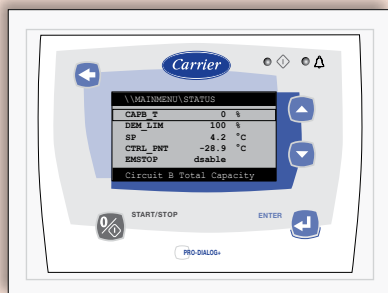 Carrier
\\MAINMENU\STATUS
CAPB_T 0 %
DEM_LIM 100 %
SP 4.2 °C
CTRL_PNT -28.9 °C
EMSTOP dsable
Circuit B Total Capacity
START/STOP
ENTER
PRO-DIALOG+